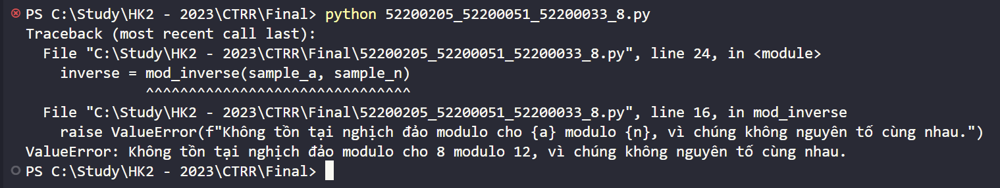 PS C:\Study\HK2 - 2023\CTRR\Final> python 52200205_52200051_52200033_8.py
Traceback (most recent call last):
  File "C:\Study\HK2 - 2023\CTRR\Final\52200205_52200051_52200033_8.py", line 24, in <module>
    inverse = mod_inverse(sample_a, sample_n)
              ^^^^^^^^^^^^^^^^^^^^^^^^^^^^^^^
  File "C:\Study\HK2 - 2023\CTRR\Final\52200205_52200051_52200033_8.py", line 16, in mod_inverse
    raise ValueError(f"Không tồn tại nghịch đảo modulo cho {a} modulo {n}, vì chúng không nguyên tố cùng nhau.")
ValueError: Không tồn tại nghịch đảo modulo cho 8 modulo 12, vì chúng không nguyên tố cùng nhau.
PS C:\Study\HK2 - 2023\CTRR\Final>